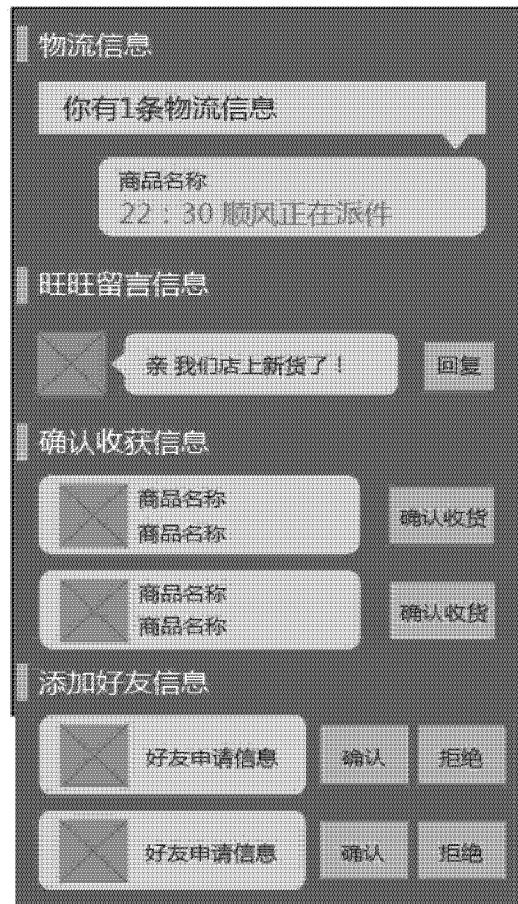 物流信息
你有1条物流信息
商品名称
22：30 顺风正在派件
旺旺留言信息
亲 我们店上新货了！
回复
确认收获信息
商品名称
商品名称
确认收货
商品名称
商品名称
确认收货
添加好友信息
好友申请信息
确认
拒绝
好友申请信息
确认
拒绝